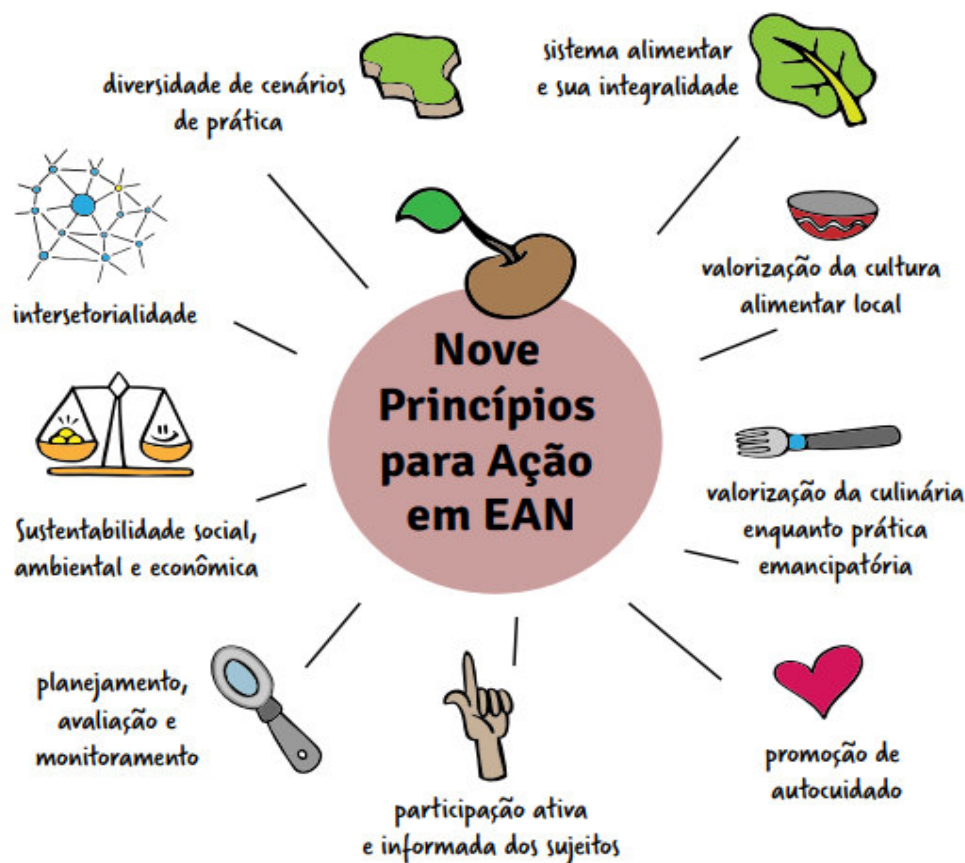 diversidade de cenários
de prática
sistema alimentar
e sua integralidade
intersetorialidade
valorização da cultura
alimentar local
Nove
Princípios
para Ação
em EAN
Sustentabilidade social,
ambiental e econômica
valorização da culinária
enquanto prática
emancipatória
planejamento,
avaliação e
monitoramento
participação ativa
e informada dos sujeitos
promoção de
autocuidado